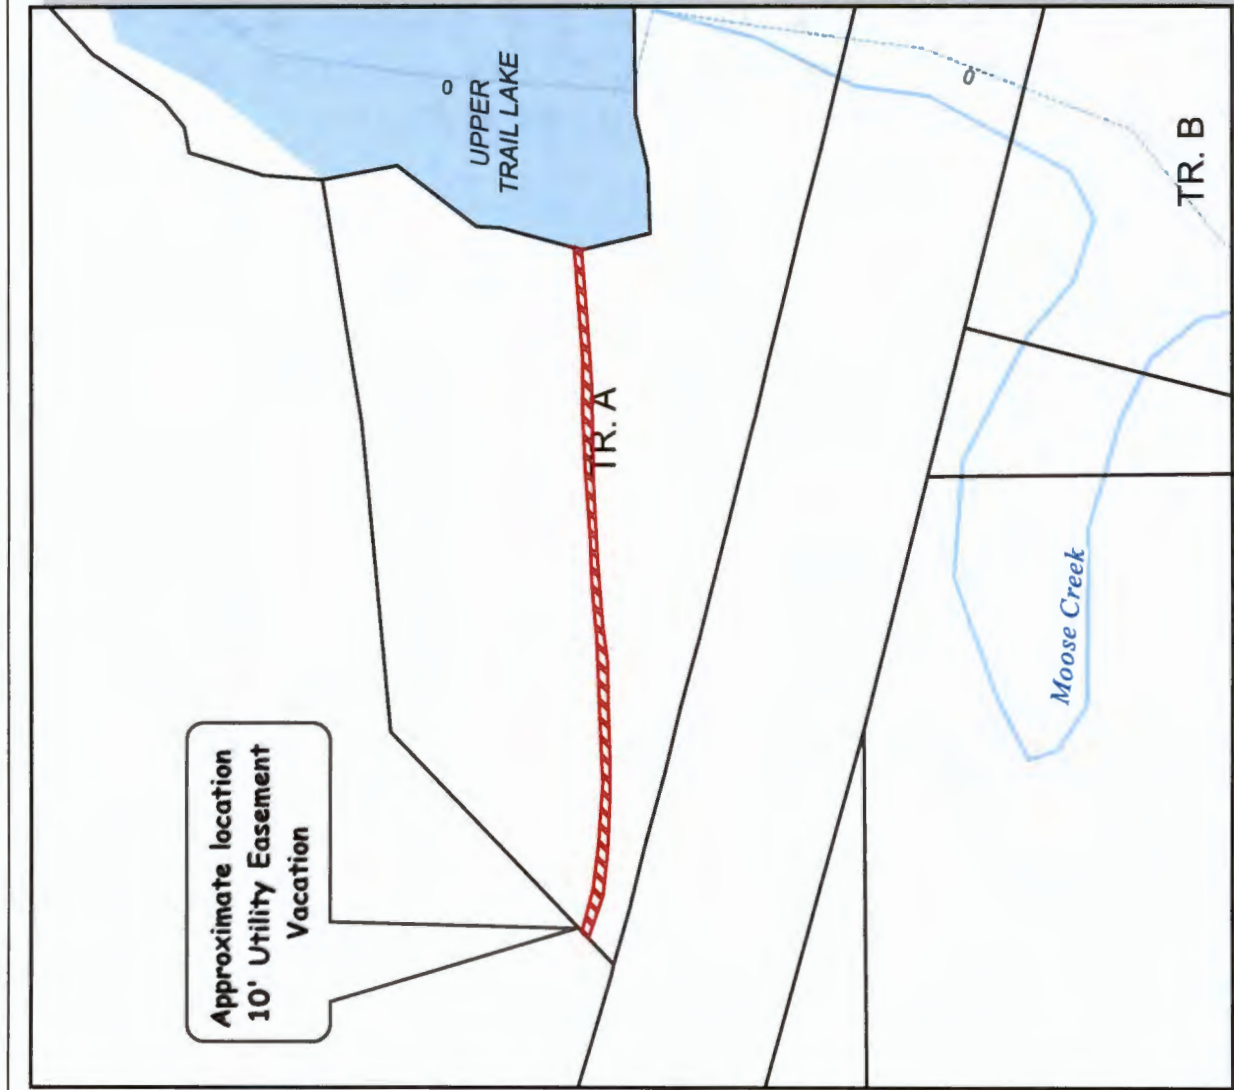 Approximate location
10' Utility Easement
Vacation
UPPER
TRAIL LAKE
0
TR. A
0
Moose Creek
TR. B